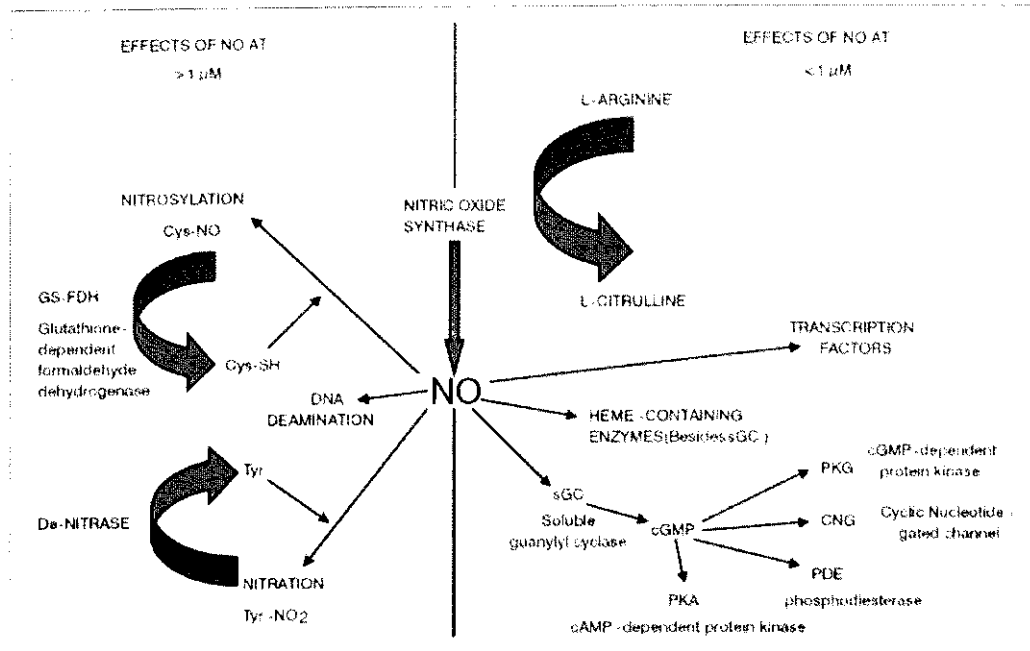 EFFECTS OF NO AT
>1 µM
EFFECTS OF NO AT
<1 µM
L-ARGININE
NITROSYLATION
Cys-NO
NITRIC OXIDE
SYNTHASE
GS-FDH
Glutathione-
dependent
formaldehyde
dehydrogenase
Cys-SH
L-CITRULLINE
TRANSCRIPTION
FACTORS
NO
DNA
DEAMINATION
HEME-CONTAINING
ENZYMES(BesidessGC)
Tyr
De-NITRASE
NITRATION
Tyr-NO2
sGC
Soluble
guanylyl cyclase
cGMP
PKG
cGMP-dependent
protein kinase
CNG
Cyclic Nucleotide-
gated channel
PDE
phosphodiesterase
PKA
cAMP-dependent protein kinase